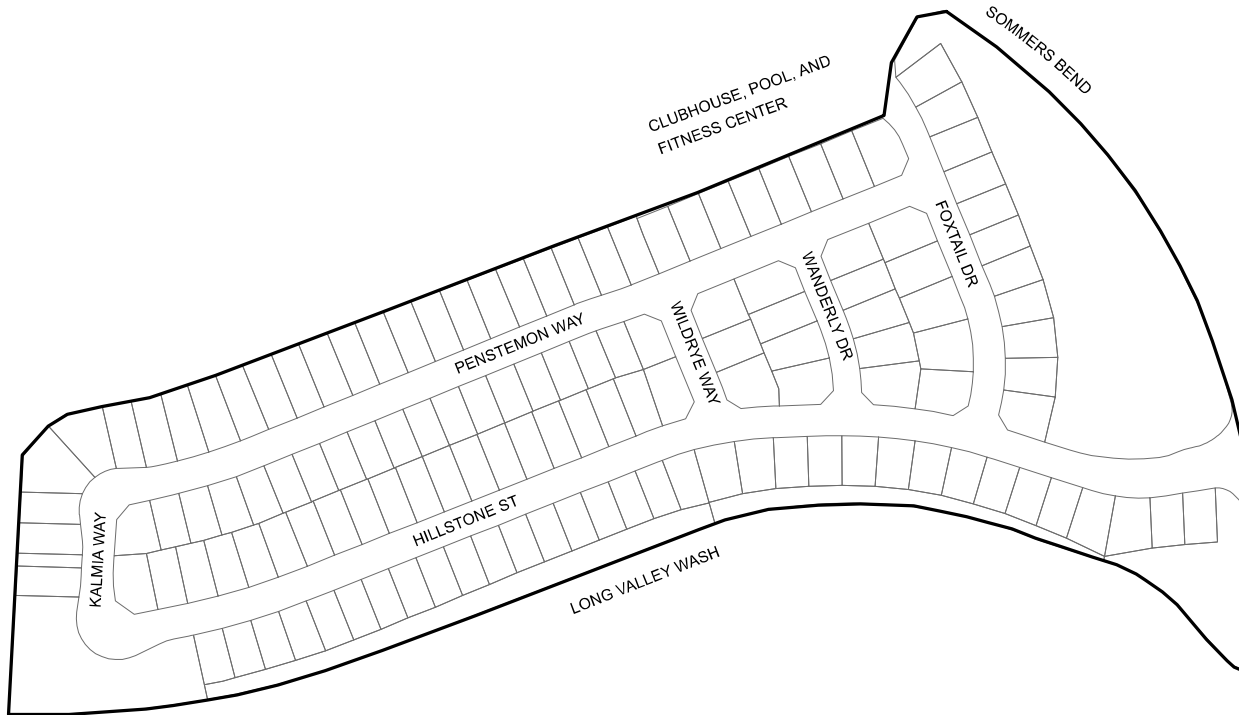 SOMMERS BEND
CLUBHOUSE, POOL, AND
FITNESS CENTER
FOXTAIL DR
WANDERLY DR
WILDRYE WAY
PENSTEMON WAY
HILLSTONE ST
KALMIA WAY
LONG VALLEY WASH